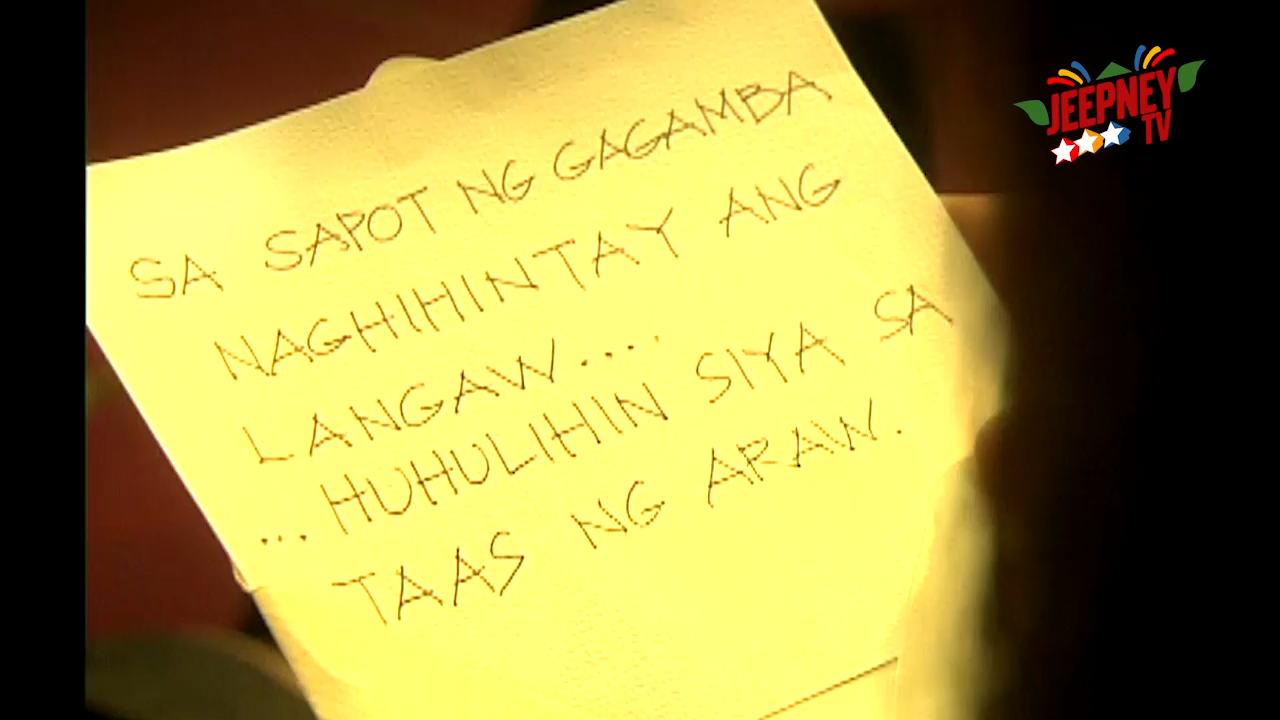 JEEPNEY
TV
SA SAPOT NG GAGAMBA
NAGHIHINTAY ANG
LANGAW....
...HUHULIHIN SIYA SA
TAAS NG ARAW.